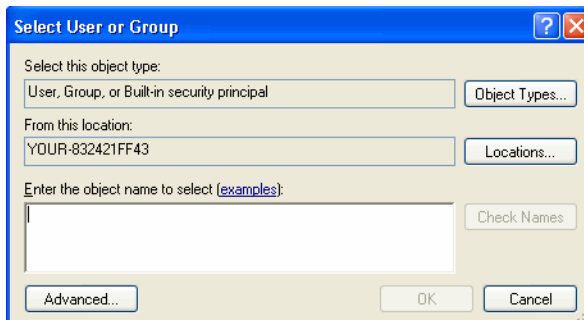 Select User or Group
Select this object type:
User, Group, or Built-in security principal
Object Types...
From this location:
YOUR-832421FF43
Locations...
Enter the object name to select (examples):
Check Names
Advanced...
OK
Cancel